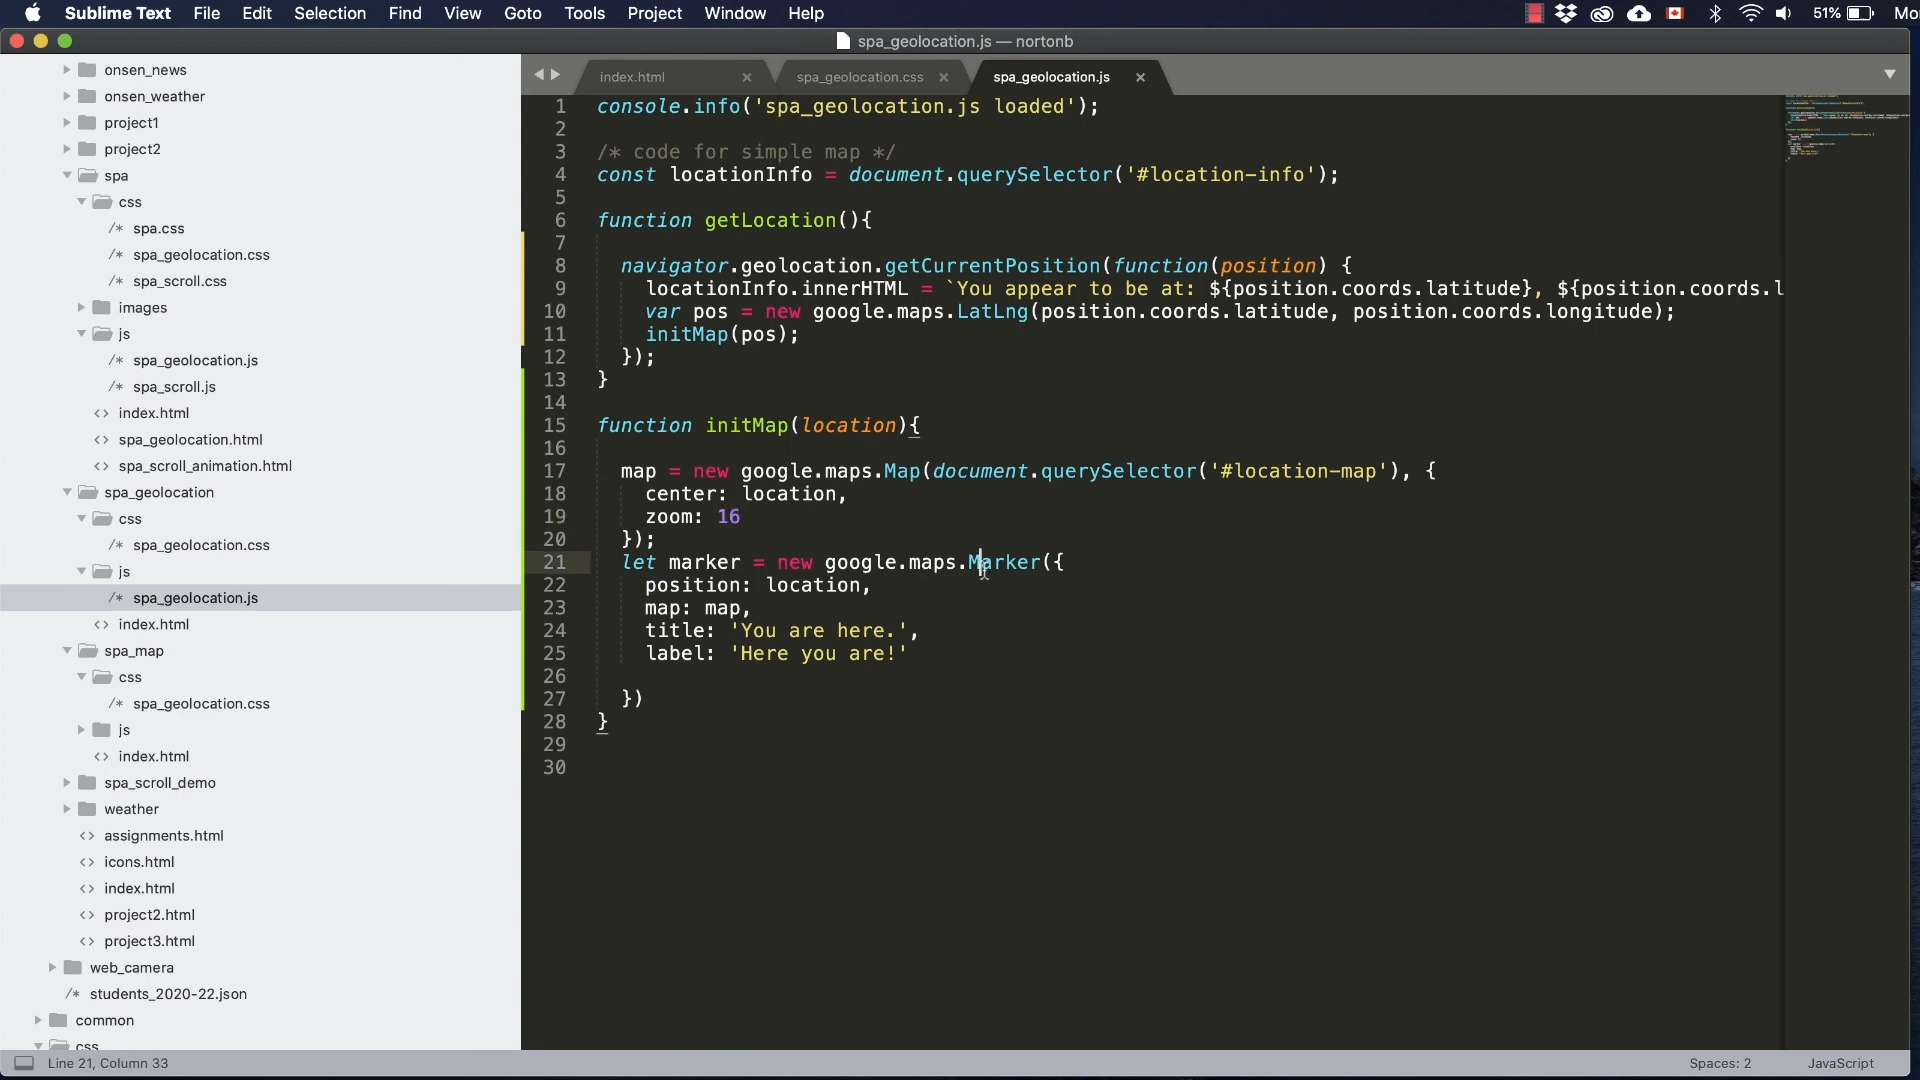 Sublime Text File Edit Selection Find View Goto Tools Project Window Help 51% Mo
spa_geolocation.js — nortonb
onsen_news
onsen_weather
project1
project2
spa
css
/* spa.css
/* spa_geolocation.css
/* spa_scroll.css
images
js
/* spa_geolocation.js
/* spa_scroll.js
<> index.html
<> spa_geolocation.html
<> spa_scroll_animation.html
spa_geolocation
css
/* spa_geolocation.css
js
/* spa_geolocation.js
<> index.html
spa_map
css
/* spa_geolocation.css
js
<> index.html
spa_scroll_demo
weather
<> assignments.html
<> icons.html
<> index.html
<> project2.html
<> project3.html
web_camera
/* students_2020-22.json
common
css
index.html × spa_geolocation.css × spa_geolocation.js ×
1 console.info('spa_geolocation.js loaded');
2
3 /* code for simple map */
4 const locationInfo = document.querySelector('#location-info');
5
6 function getLocation(){
7
8 navigator.geolocation.getCurrentPosition(function(position) {
9 locationInfo.innerHTML = `You appear to be at: ${position.coords.latitude}, ${position.coords.l
10 var pos = new google.maps.LatLng(position.coords.latitude, position.coords.longitude);
11 initMap(pos);
12 });
13 }
14
15 function initMap(location){
16
17 map = new google.maps.Map(document.querySelector('#location-map'), {
18 center: location,
19 zoom: 16
20 });
21 let marker = new google.maps.Marker({
22 position: location,
23 map: map,
24 title: 'You are here.',
25 label: 'Here you are!'
26
27 })
28 }
29
30
Line 21, Column 33 Spaces: 2 JavaScript